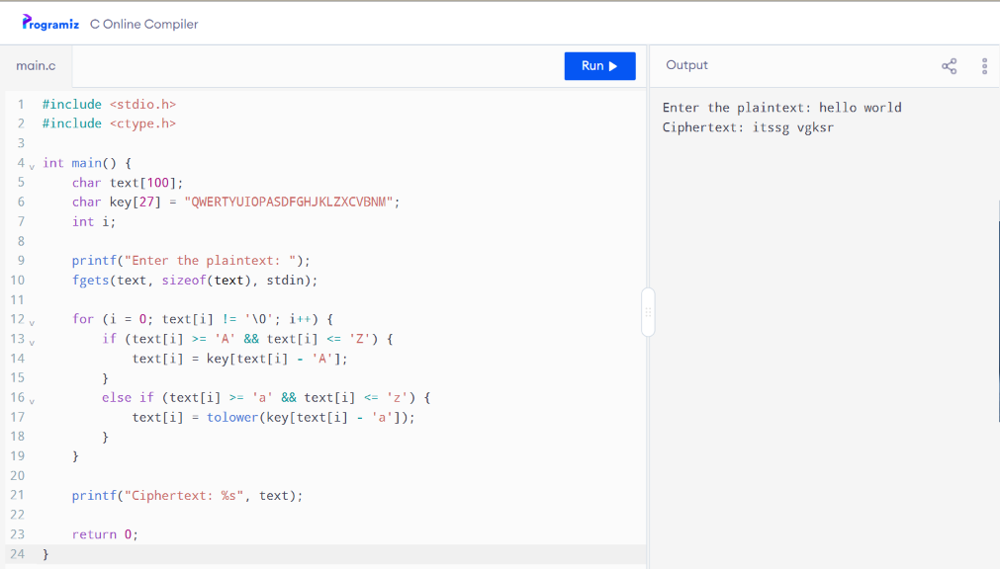 Programiz C Online Compiler
main.c
Run
1 #include <stdio.h>
2 #include <ctype.h>
3
4 int main() {
5     char text[100];
6     char key[27] = "QWERTYUIOPASDFGHJKLZXCVBNM";
7     int i;
8
9     printf("Enter the plaintext: ");
10     fgets(text, sizeof(text), stdin);
11
12     for (i = 0; text[i] != '\0'; i++) {
13         if (text[i] >= 'A' && text[i] <= 'Z') {
14             text[i] = key[text[i] - 'A'];
15         }
16         else if (text[i] >= 'a' && text[i] <= 'z') {
17             text[i] = tolower(key[text[i] - 'a']);
18         }
19     }
20
21     printf("Ciphertext: %s", text);
22
23     return 0;
24 }
Output
Enter the plaintext: hello world
Ciphertext: itssg vgksr